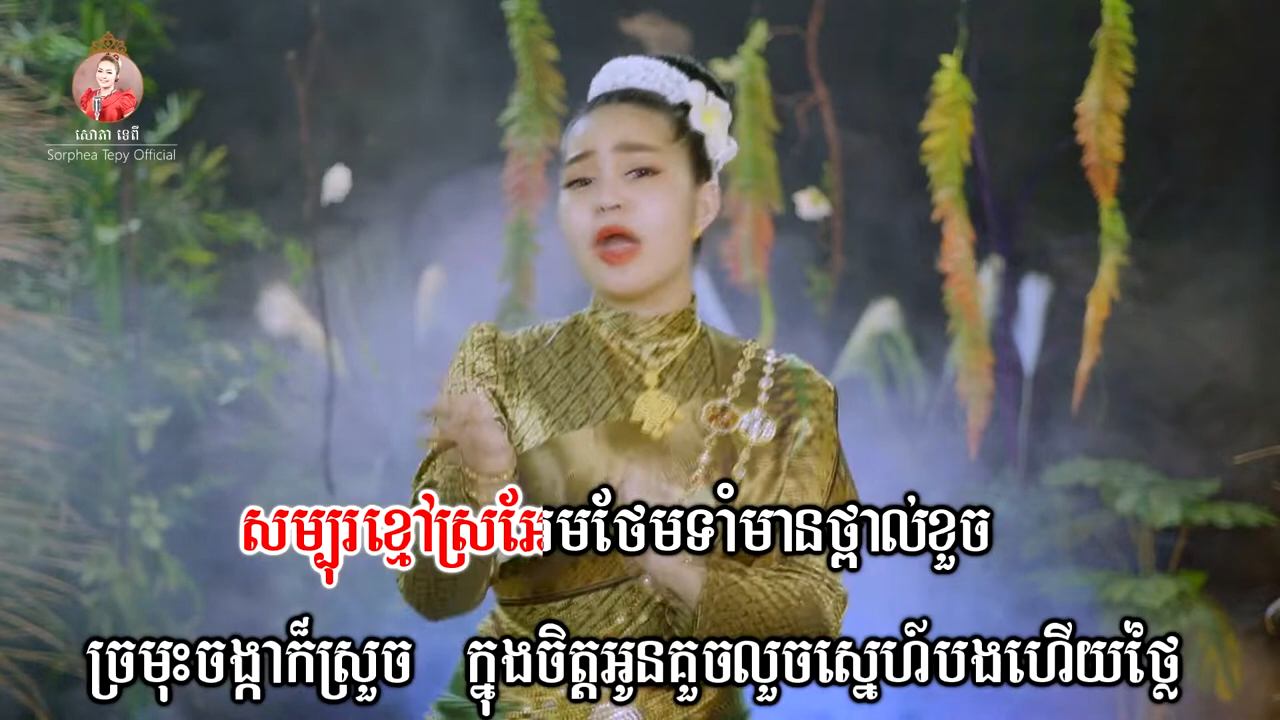 សោភា ទេពី
Sorphea Tepy Official
សម្បុរខ្មៅស្រអែមថែមទាំមានថ្ពាល់ខួច
ច្រមុះចង្កាក៏ស្រួច ក្នុងចិត្តអូនគួចលួចស្នេហ៍បងហើយថ្លៃ